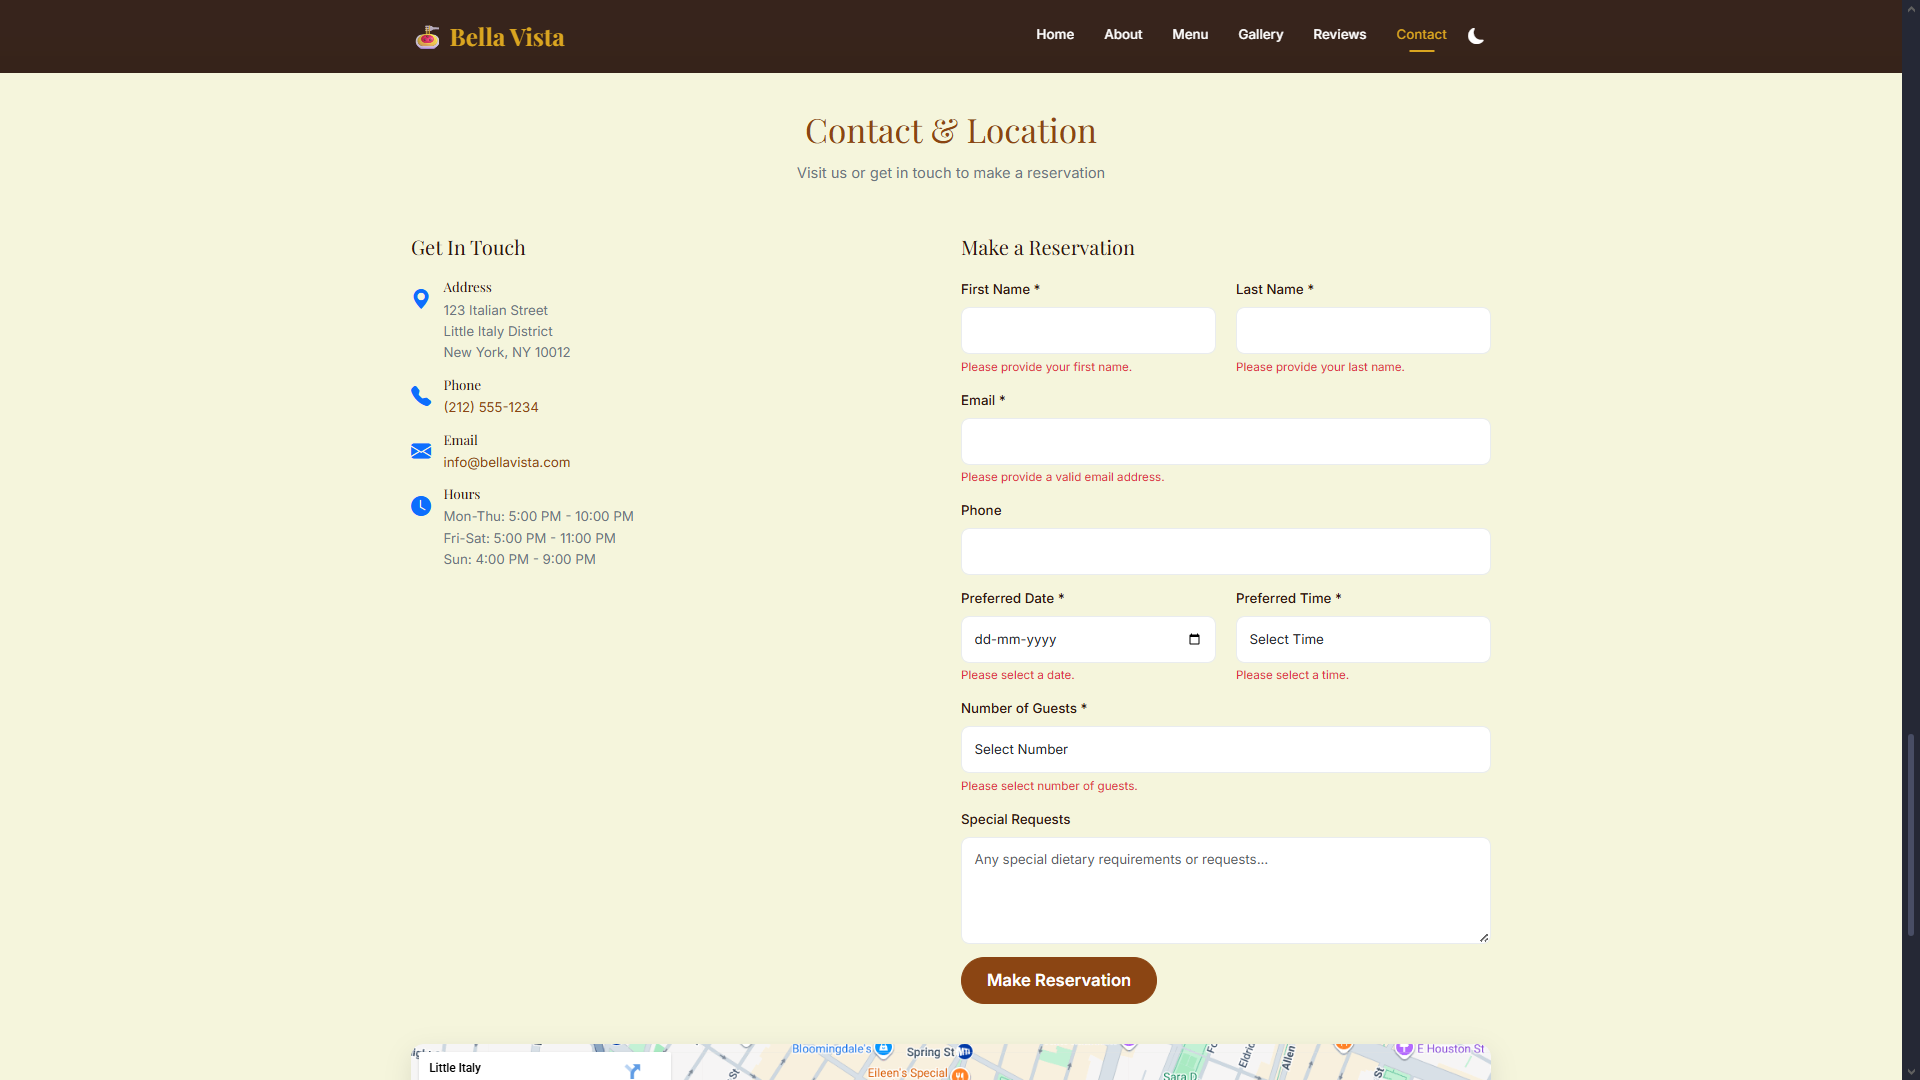 Bella Vista
Home About Menu Gallery Reviews Contact
Contact & Location
Visit us or get in touch to make a reservation
Get In Touch
Address
123 Italian Street
Little Italy District
New York, NY 10012
Phone
(212) 555-1234
Email
info@bellavista.com
Hours
Mon-Thu: 5:00 PM - 10:00 PM
Fri-Sat: 5:00 PM - 11:00 PM
Sun: 4:00 PM - 9:00 PM
Make a Reservation
First Name * Last Name *
Please provide your first name. Please provide your last name.
Email *
Please provide a valid email address.
Phone
Preferred Date * Preferred Time *
dd-mm-yyyy Select Time
Please select a date. Please select a time.
Number of Guests *
Select Number
Please select number of guests.
Special Requests
Any special dietary requirements or requests...
Make Reservation
Bloomingdale's Spring St Eldri Allen E Houston St
Little Italy
Eileen's Special St Sara D St